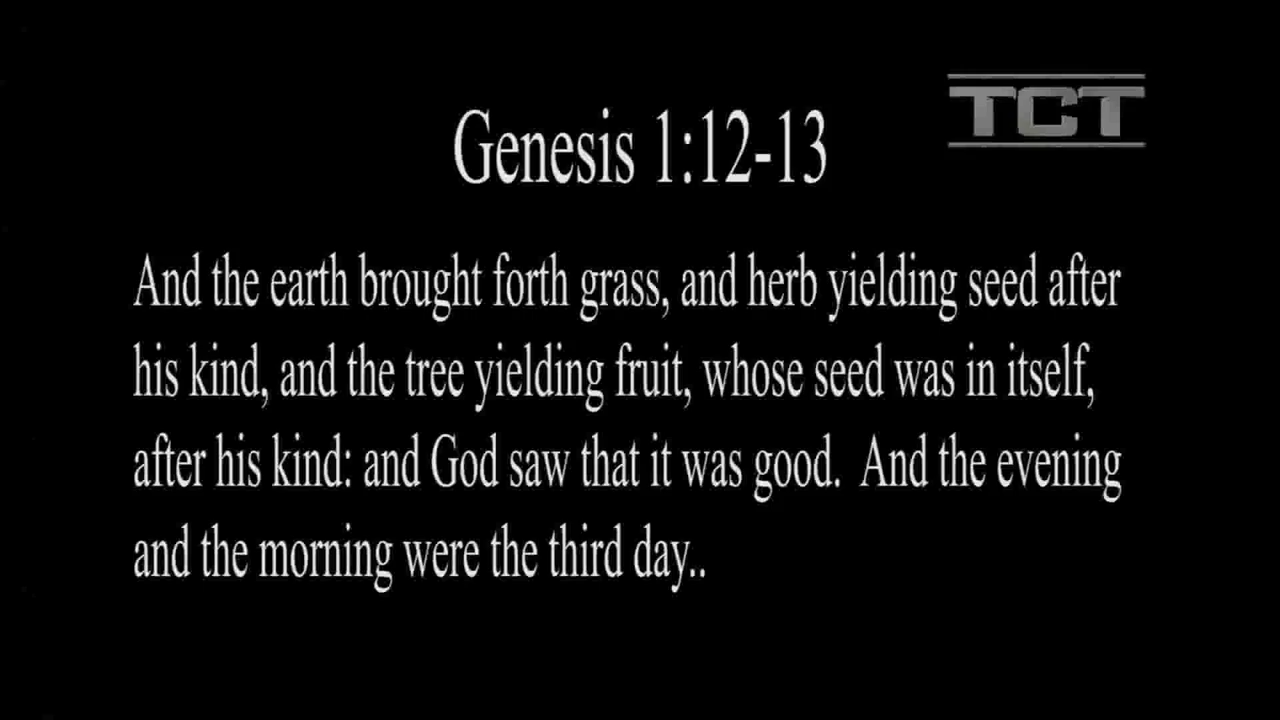 TCT
Genesis 1:12-13
And the earth brought forth grass, and herb yielding seed after
his kind, and the tree yielding fruit, whose seed was in itself,
after his kind: and God saw that it was good.  And the evening
and the morning were the third day..